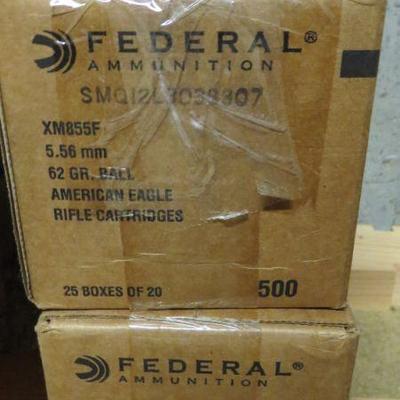 FEDERAL®
AMMUNITION
XM855F
5.56 mm
62 GR. BALL
AMERICAN EAGLE
RIFLE CARTRIDGES
25 BOXES OF 20 500
FEDERAL®
AMMUNITION